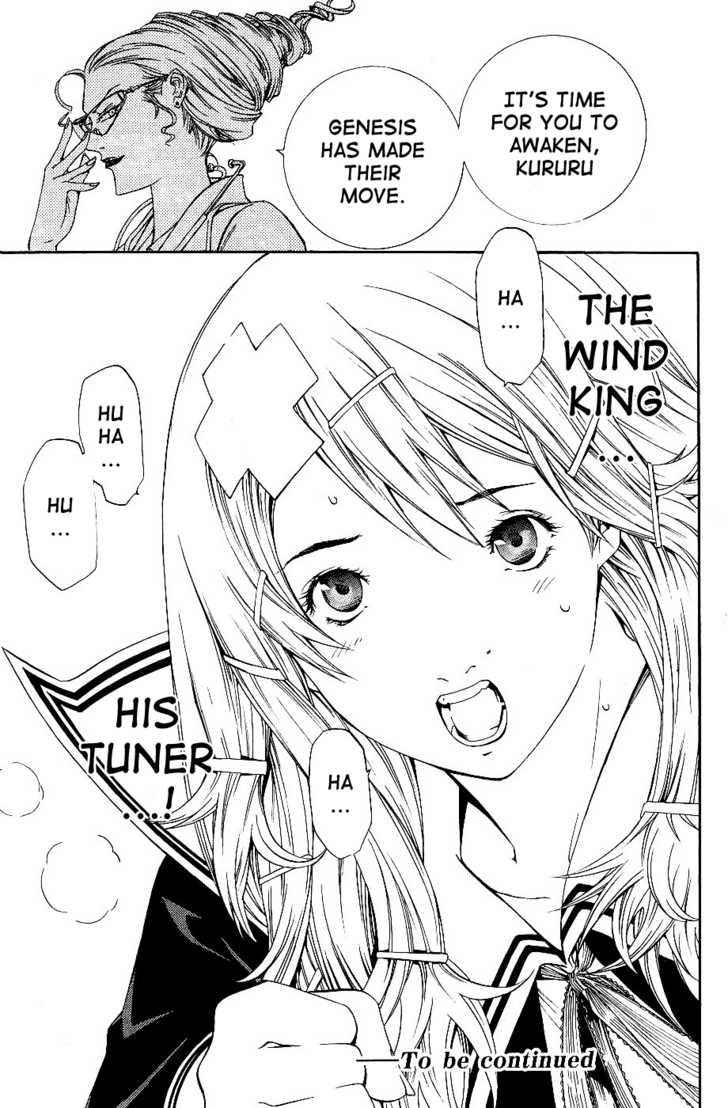 IT'S TIME
FOR YOU TO
AWAKEN,
KURURU
GENESIS
HAS MADE
THEIR
MOVE.
HA
...
THE
WIND
KING
...
HU
HA
...
HU
...
HIS
TUNER
....!
HA
...
To be continued